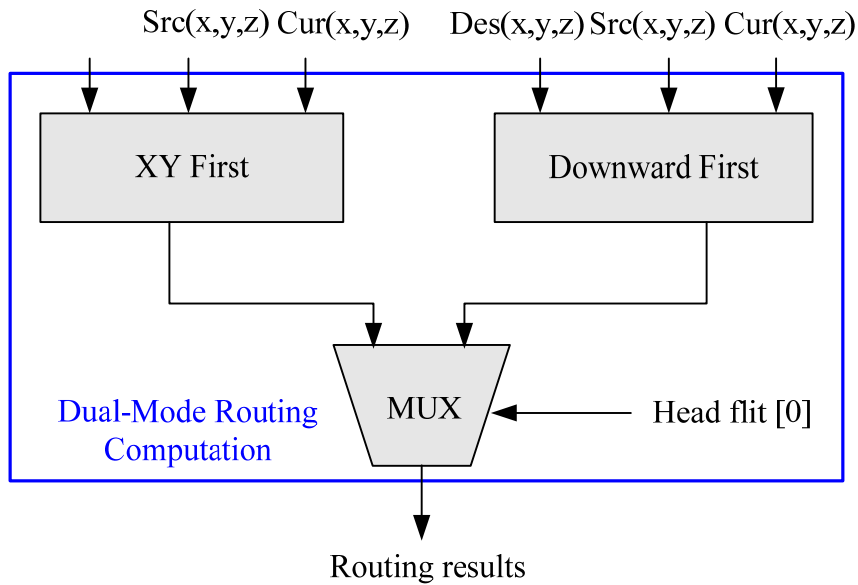 Src(x,y,z) Cur(x,y,z) Des(x,y,z) Src(x,y,z) Cur(x,y,z)
XY First
Downward First
MUX
Head flit [0]
Dual-Mode Routing
Computation
Routing results